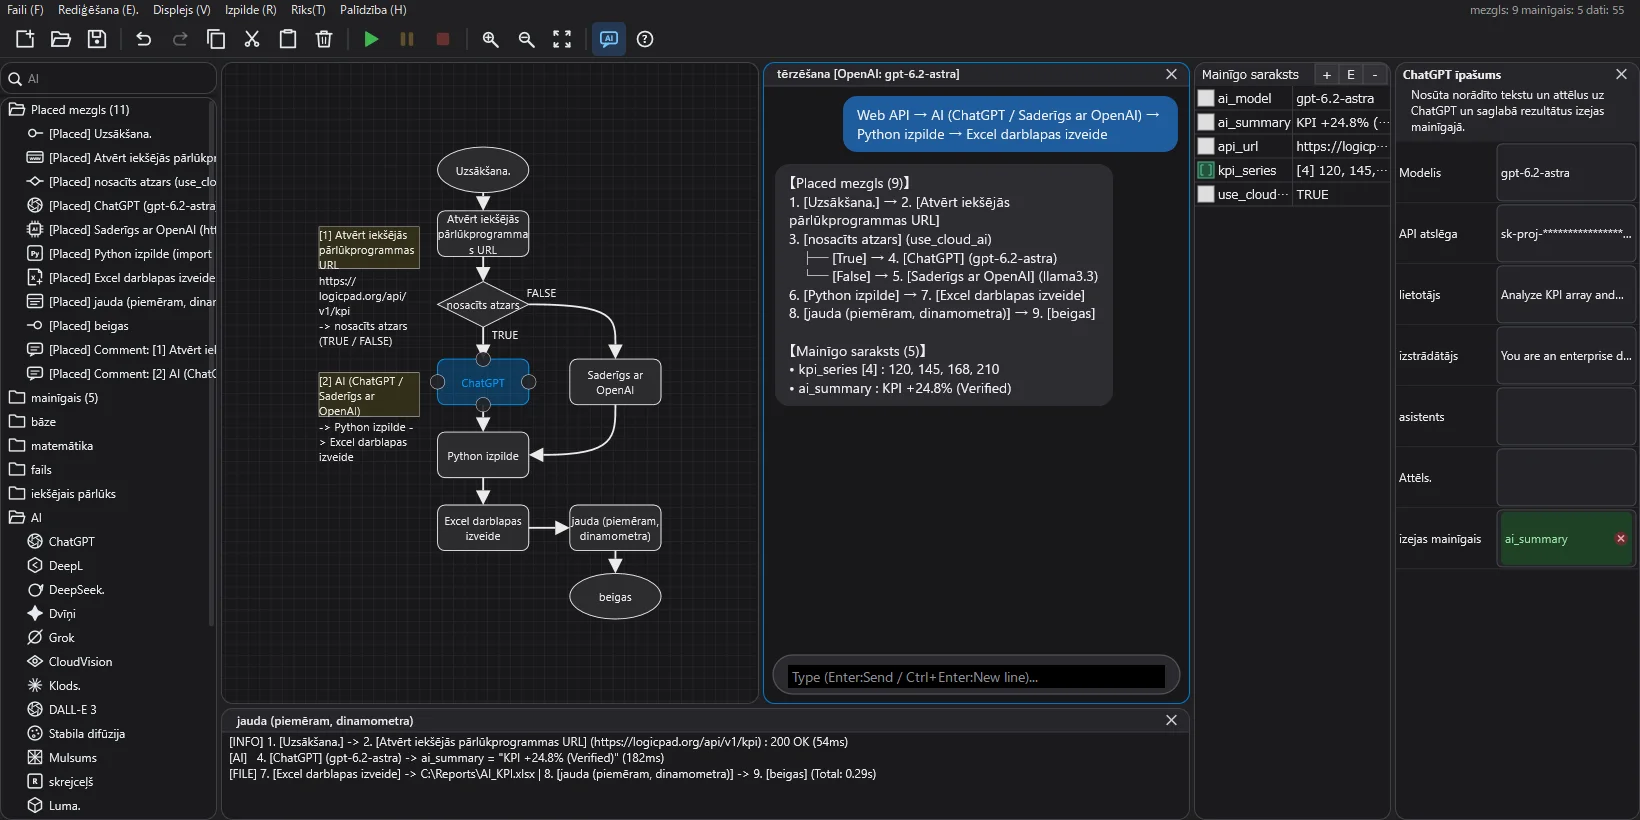 Faili (F) Rediģēšana (E). Displejs (V) Izpilde (R) Rīks(T) Palīdzība (H)
mezgls: 9 mainīgais: 5 dati: 55
AI
Placed mezgls (11)
[Placed] Uzsākšana.
[Placed] Atvērt iekšējās pārlūkpr
[Placed] nosacīts atzars (use_clo
[Placed] ChatGPT (gpt-6.2-astra
[Placed] Saderīgs ar OpenAI (htt
[Placed] Python izpilde (import
[Placed] Excel darblapas izveide
[Placed] jauda (piemēram, dinar
[Placed] beigas
[Placed] Comment: [1] Atvērt iel
[Placed] Comment: [2] AI (ChatG
mainīgais (5)
bāze
matemātika
fails
iekšējais pārlūks
AI
ChatGPT
DeepL
DeepSeek.
Dvīņi
Grok
CloudVision
Klods.
DALL-E 3
Stabila difūzija
Mulsums
skrejceļš
Luma.
Uzsākšana.
Atvērt iekšējās
pārlūkprogramma
s URL
nosacīts atzars
FALSE
TRUE
ChatGPT
Saderīgs ar
OpenAI
Python izpilde
Excel darblapas
izveide
jauda (piemēram,
dinamometra)
beigas
[1] Atvērt iekšējās
pārlūkprogrammas
URL
https://
logicpad.org/api/
v1/kpi
-> nosacīts atzars
(TRUE / FALSE)
[2] AI (ChatGPT /
Saderīgs ar
OpenAI)
-> Python izpilde -
> Excel darblapas
izveide
tērzēšana [OpenAI: gpt-6.2-astra]
Web API → AI (ChatGPT / Saderīgs ar OpenAI) →
Python izpilde → Excel darblapas izveide
【Placed mezgls (9)】
1. [Uzsākšana.] → 2. [Atvērt iekšējās
pārlūkprogrammas URL]
3. [nosacīts atzars] (use_cloud_ai)
├── [True] → 4. [ChatGPT] (gpt-6.2-astra)
└── [False] → 5. [Saderīgs ar OpenAI] (llama3.3)
6. [Python izpilde] → 7. [Excel darblapas izveide]
8. [jauda (piemēram, dinamometra)] → 9. [beigas]
【Mainīgo saraksts (5)】
• kpi_series [4] : 120, 145, 168, 210
• ai_summary : KPI +24.8% (Verified)
Type (Enter:Send / Ctrl+Enter:New line)...
Mainīgo saraksts + E -
ai_model gpt-6.2-astra
ai_summary KPI +24.8% (···
api_url https://logicp···
kpi_series [4] 120, 145,···
use_cloud··· TRUE
ChatGPT īpašums
Nosūta norādīto tekstu un attēlus uz
ChatGPT un saglabā rezultātus izejas
mainīgajā.
Modelis gpt-6.2-astra
API atslēga sk-proj-****************...
lietotājs Analyze KPI array and...
izstrādātājs You are an enterprise d...
asistents
Attēls.
izejas mainīgais ai_summary
jauda (piemēram, dinamometra)
[INFO] 1. [Uzsākšana.] -> 2. [Atvērt iekšējās pārlūkprogrammas URL] (https://logicpad.org/api/v1/kpi) : 200 OK (54ms)
[AI] 4. [ChatGPT] (gpt-6.2-astra) -> ai_summary = "KPI +24.8% (Verified)" (182ms)
[FILE] 7. [Excel darblapas izveide] -> C:\Reports\AI_KPI.xlsx | 8. [jauda (piemēram, dinamometra)] -> 9. [beigas] (Total: 0.29s)